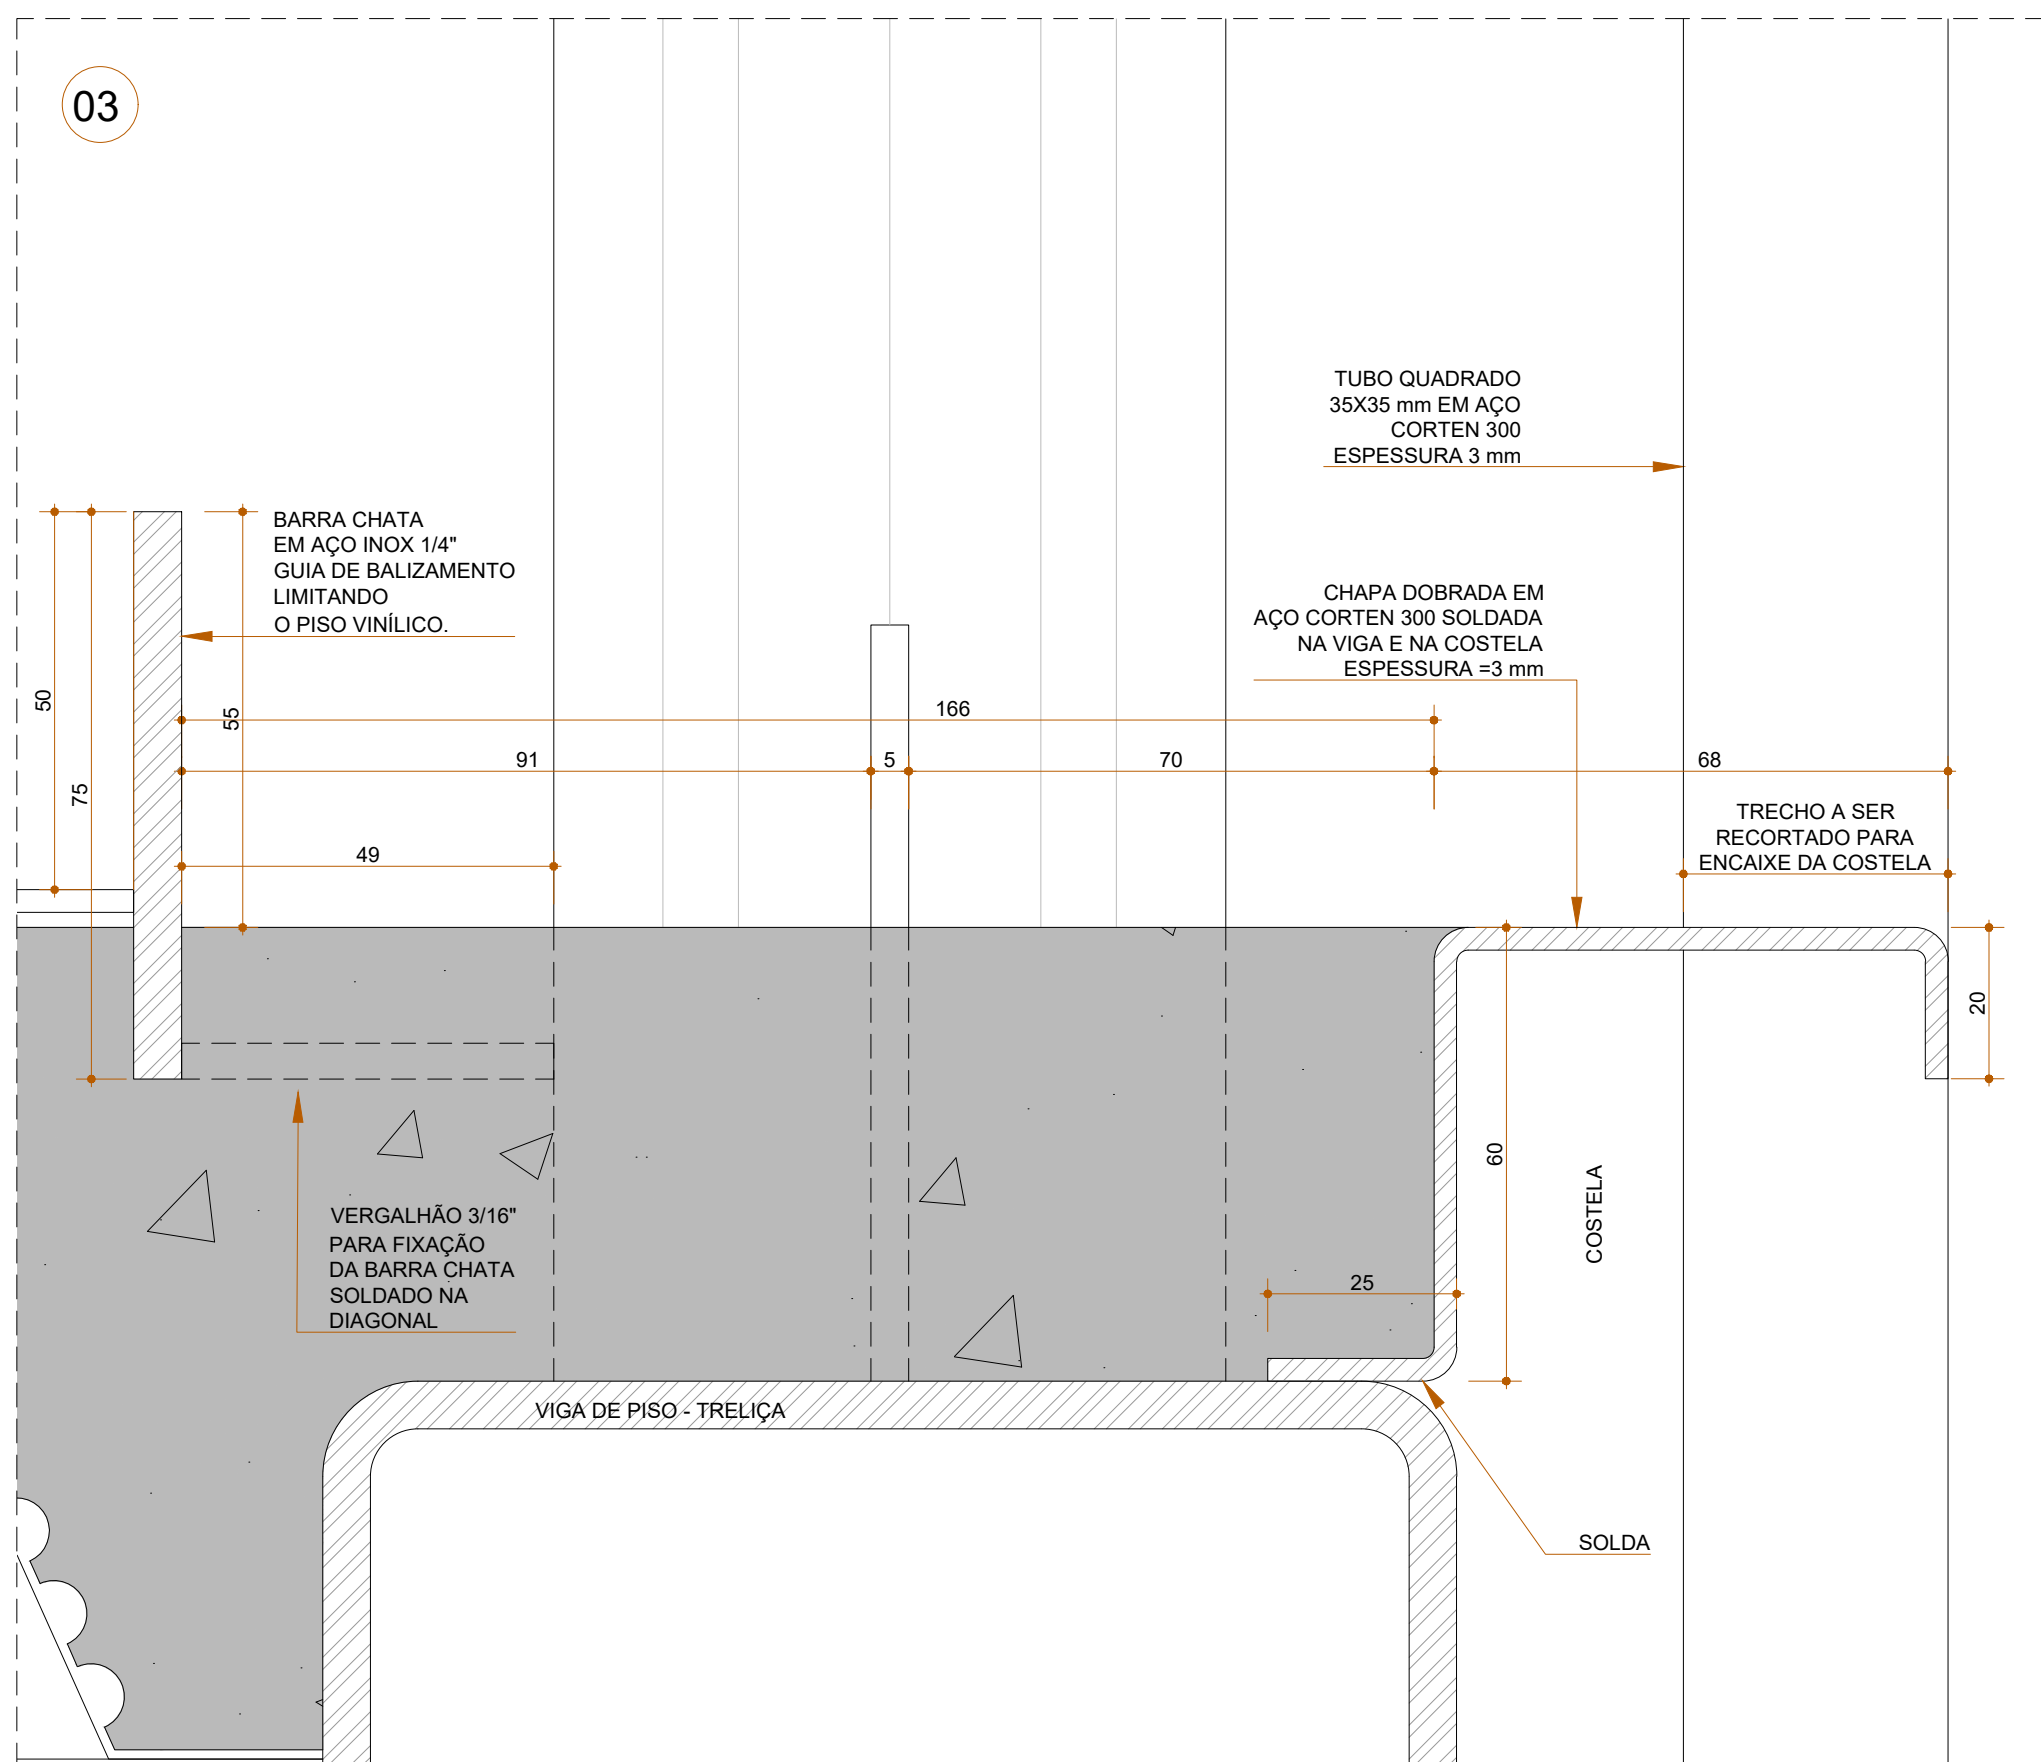 03
TUBO QUADRADO
35X35 mm EM AÇO
CORTEN 300
ESPESSURA 3 mm
BARRA CHATA
EM AÇO INOX 1/4"
GUIA DE BALIZAMENTO
LIMITANDO
O PISO VINÍLICO.
CHAPA DOBRADA EM
AÇO CORTEN 300 SOLDADA
NA VIGA E NA COSTELA
ESPESSURA =3 mm
50
75
55
166
91
5
70
68
49
TRECHO A SER
RECORTADO PARA
ENCAIXE DA COSTELA
20
60
COSTELA
VERGALHÃO 3/16"
PARA FIXAÇÃO
DA BARRA CHATA
SOLDADO NA
DIAGONAL
25
VIGA DE PISO - TRELIÇA
SOLDA